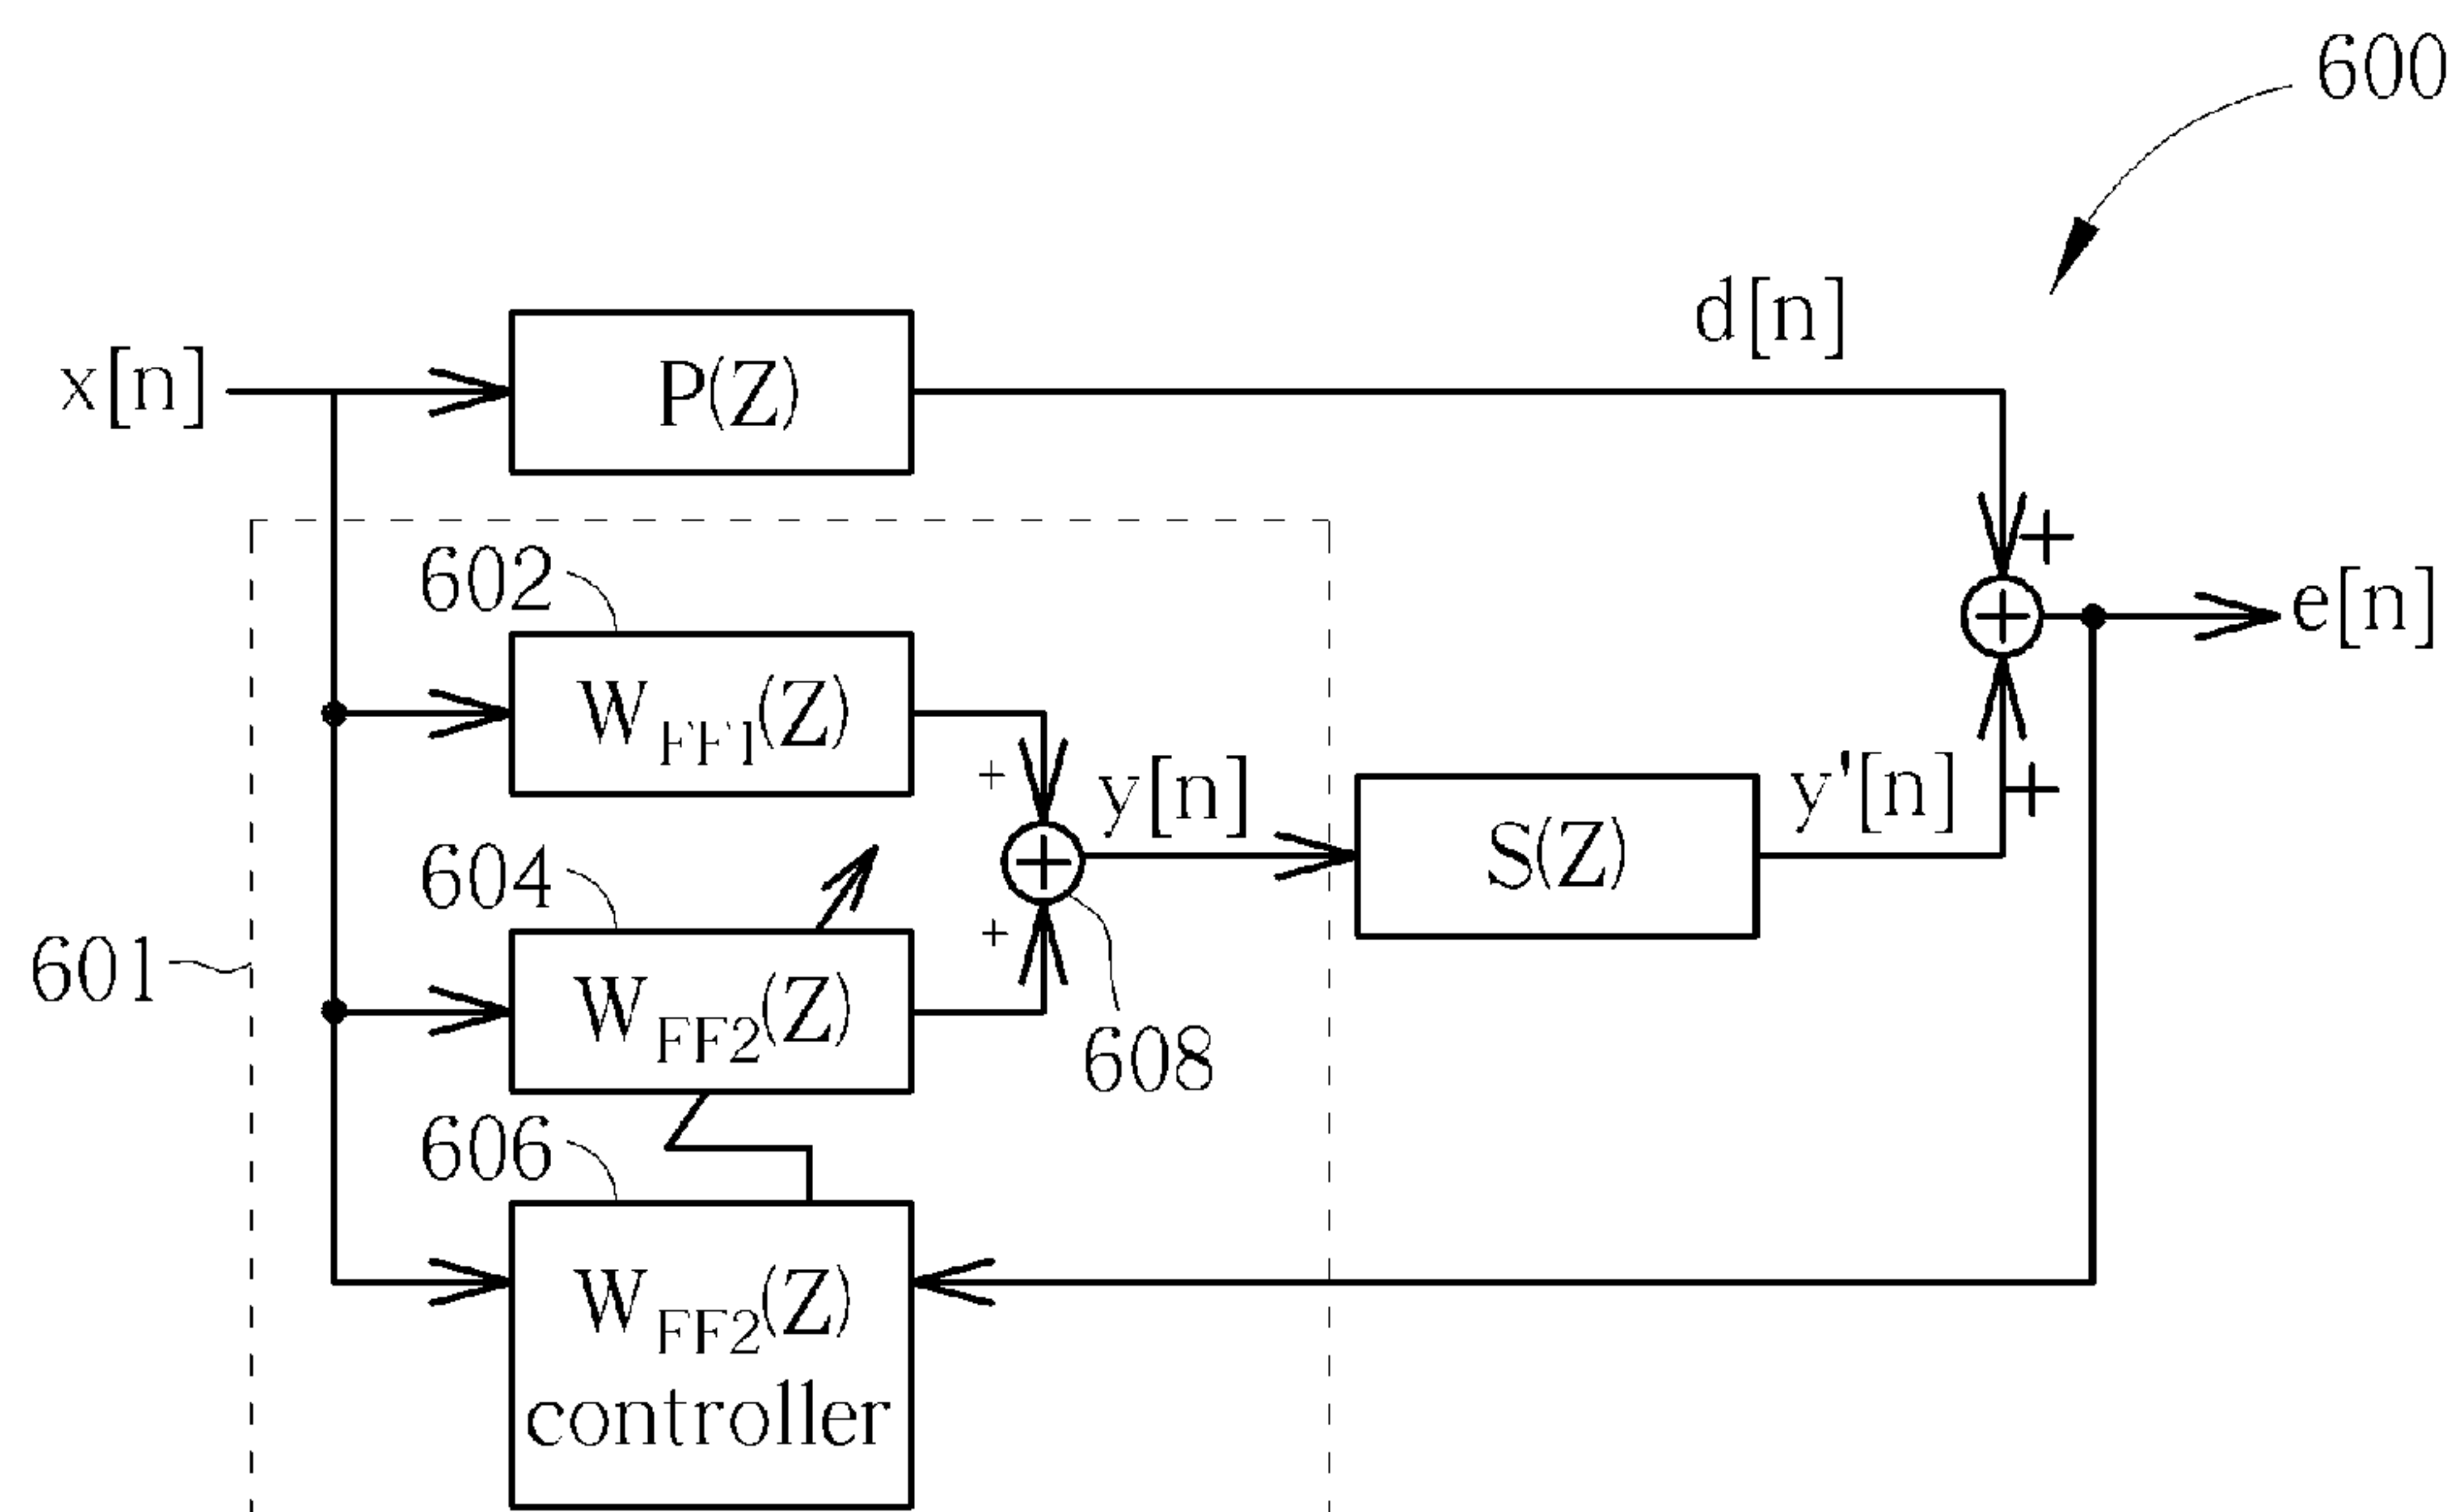 600
d[n]
x[n]
P(Z)
+
602
e[n]
W_FF1(Z)
+
y[n]
y'[n]
+
S(Z)
604
+
601
W_FF2(Z)
608
606
W_FF2(Z)
controller